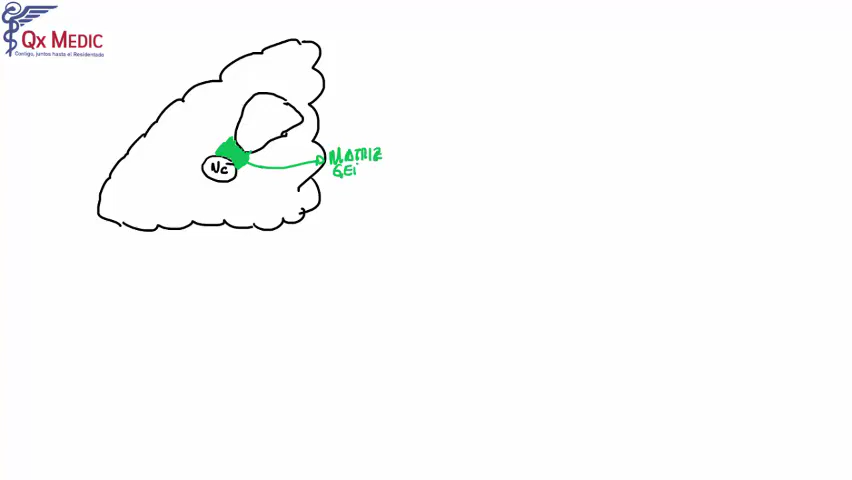 Qx MEDIC
Contigo, juntos hasta el Residentado
NC
MATRIZ
GEi